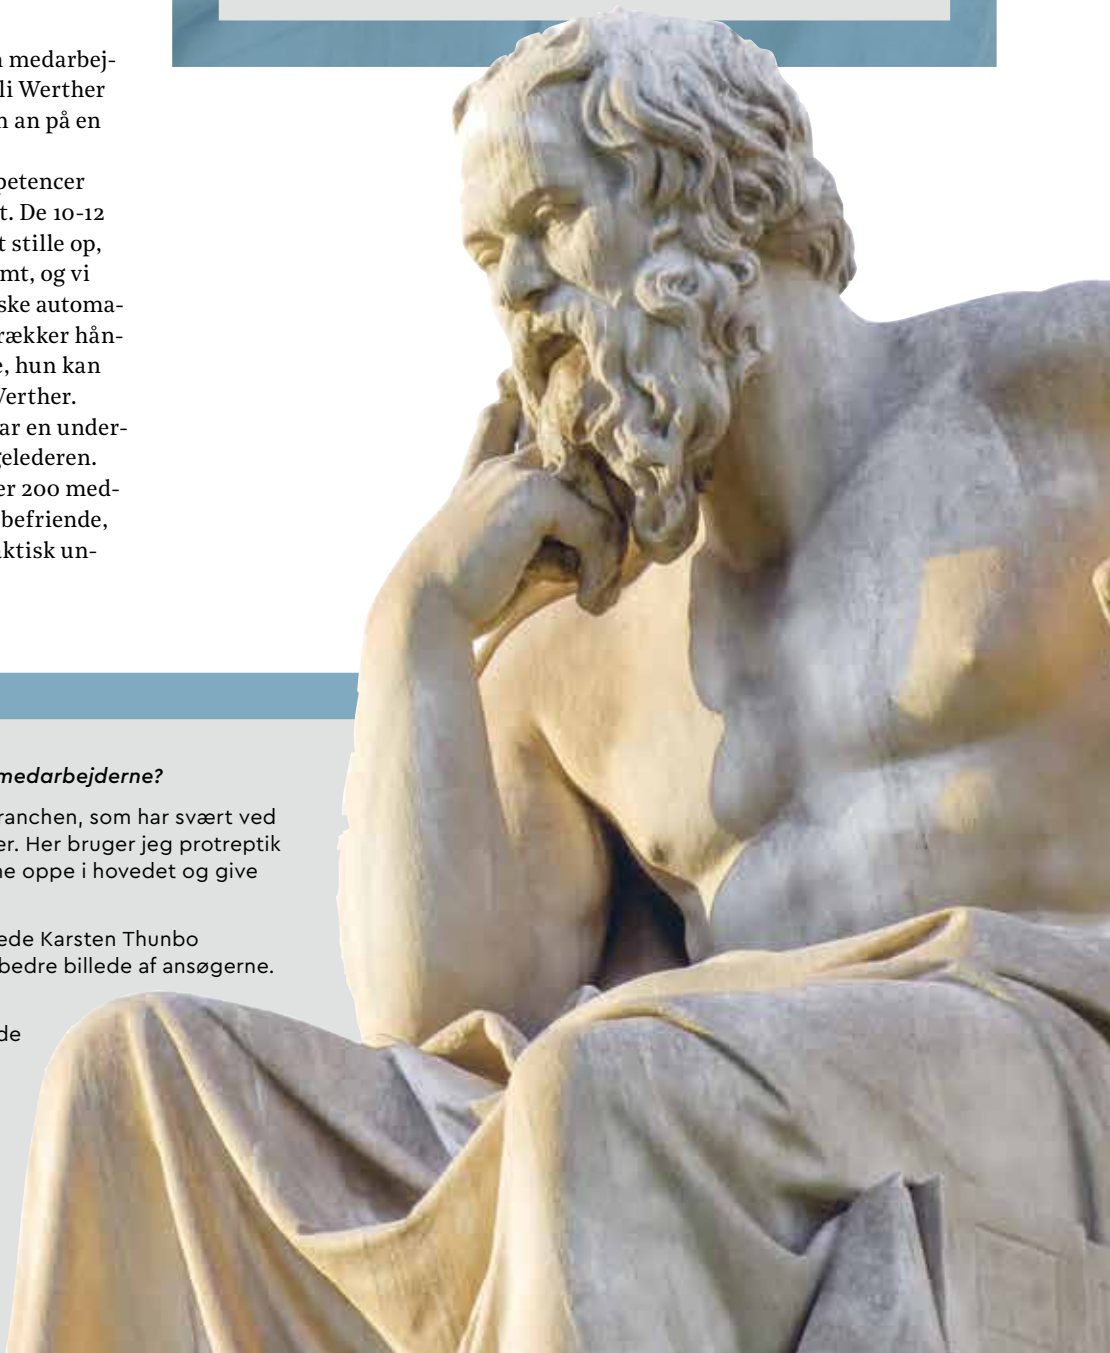 medarbej-
li Werther
n an på en
petencer
t. De 10-12
t stille op,
mt, og vi
ske automa-
rækker hån-
e, hun kan
Verther.
ar en under-
gelederen.
er 200 med-
befriende,
aktisk un-
medarbejderne?
ranchen, som har svært ved
er. Her bruger jeg protreptik
ne oppe i hovedet og give
ede Karsten Thunbo
bedre billede af ansøgerne.
de